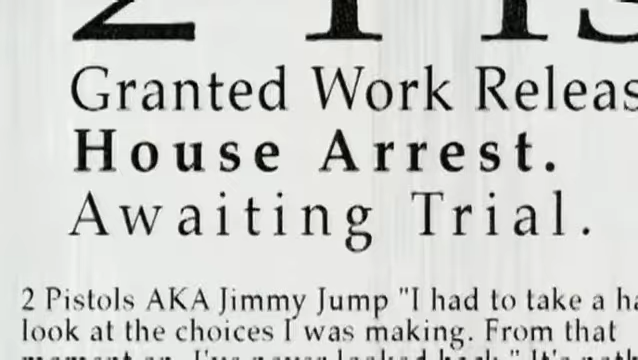 Granted Work Releas
House Arrest.
Awaiting Trial.
2 Pistols AKA Jimmy Jump "I had to take a ha
look at the choices I was making. From that